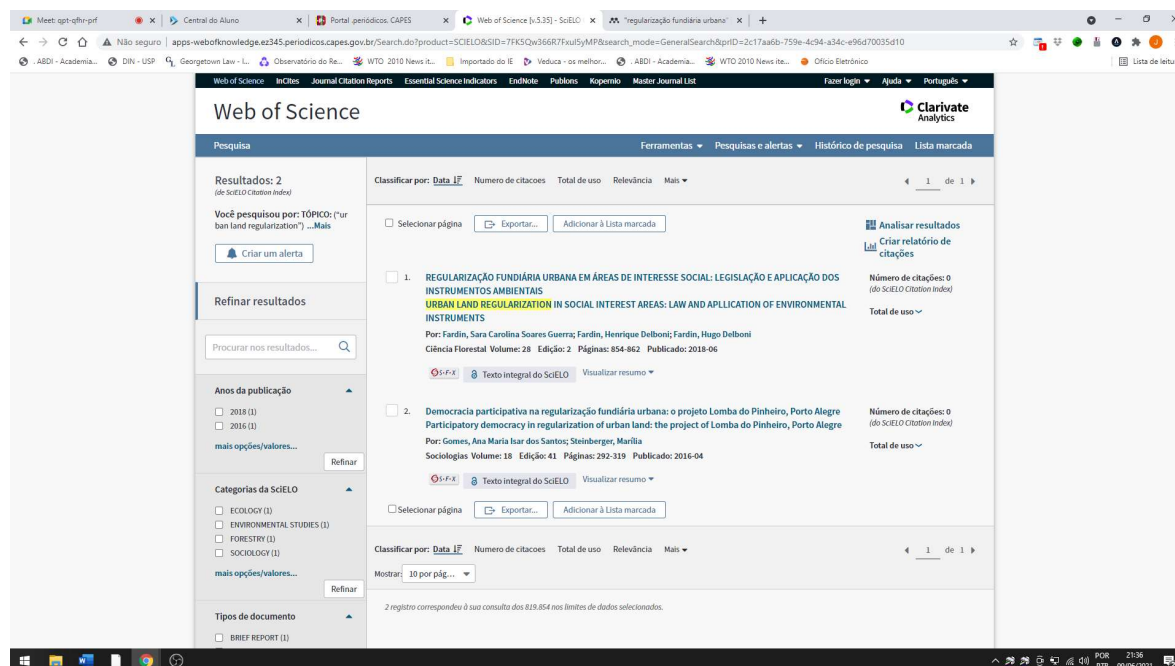 Meet: qpt-qfhr-prf
Central do Aluno
Portal .periódicos. CAPES
Web of Science [v.5.35] - SciELO
"regularização fundiária urbana"
Não seguro | apps-webofknowledge.ez345.periodicos.capes.gov.br/Search.do?product=SCIELO&SID=7FK5Qw366R7Fxul5yMP&search_mode=GeneralSearch&prID=2c17aa6b-759e-4c94-a34c-e96d70035d10
. ABDI - Academia... DIN - USP Georgetown Law - I... Observatório do Re... WTO 2010 News it... Importado do IE Veduca - os melhor... . ABDI - Academia... WTO 2010 News ite... Ofício Eletrônico Lista de leitu
Web of Science InCites Journal Citation Reports Essential Science Indicators EndNote Publons Kopernio Master Journal List Fazer login Ajuda Português
Web of Science
Clarivate
Analytics
Pesquisa Ferramentas Pesquisas e alertas Histórico de pesquisa Lista marcada
Resultados: 2
(de SciELO Citation Index)
Você pesquisou por: TÓPICO: ("ur
ban land regularization") ...Mais
Criar um alerta
Refinar resultados
Procurar nos resultados...
Anos da publicação
2018 (1)
2016 (1)
mais opções/valores...
Refinar
Categorias da SciELO
ECOLOGY (1)
ENVIRONMENTAL STUDIES (1)
FORESTRY (1)
SOCIOLOGY (1)
mais opções/valores...
Refinar
Tipos de documento
BRIEF REPORT (1)
Classificar por: Data Numero de citacoes Total de uso Relevância Mais
1 de 1
Selecionar página Exportar... Adicionar à Lista marcada
Analisar resultados
Criar relatório de
citações
1. REGULARIZAÇÃO FUNDIÁRIA URBANA EM ÁREAS DE INTERESSE SOCIAL: LEGISLAÇÃO E APLICAÇÃO DOS
INSTRUMENTOS AMBIENTAIS
URBAN LAND REGULARIZATION IN SOCIAL INTEREST AREAS: LAW AND APLLICATION OF ENVIRONMENTAL
INSTRUMENTS
Por: Fardin, Sara Carolina Soares Guerra; Fardin, Henrique Delboni; Fardin, Hugo Delboni
Ciência Florestal Volume: 28 Edição: 2 Páginas: 854-862 Publicado: 2018-06
S-F-X Texto integral do SciELO Visualizar resumo
Número de citações: 0
(do SciELO Citation Index)
Total de uso
2. Democracia participativa na regularização fundiária urbana: o projeto Lomba do Pinheiro, Porto Alegre
Participatory democracy in regularization of urban land: the project of Lomba do Pinheiro, Porto Alegre
Por: Gomes, Ana Maria Isar dos Santos; Steinberger, Marília
Sociologias Volume: 18 Edição: 41 Páginas: 292-319 Publicado: 2016-04
S-F-X Texto integral do SciELO Visualizar resumo
Número de citações: 0
(do SciELO Citation Index)
Total de uso
Selecionar página Exportar... Adicionar à Lista marcada
Classificar por: Data Numero de citacoes Total de uso Relevância Mais
1 de 1
Mostrar: 10 por pág...
2 registro correspondeu à sua consulta dos 819.854 nos limites de dados selecionados.
POR 21:36
PTB 09/06/2021